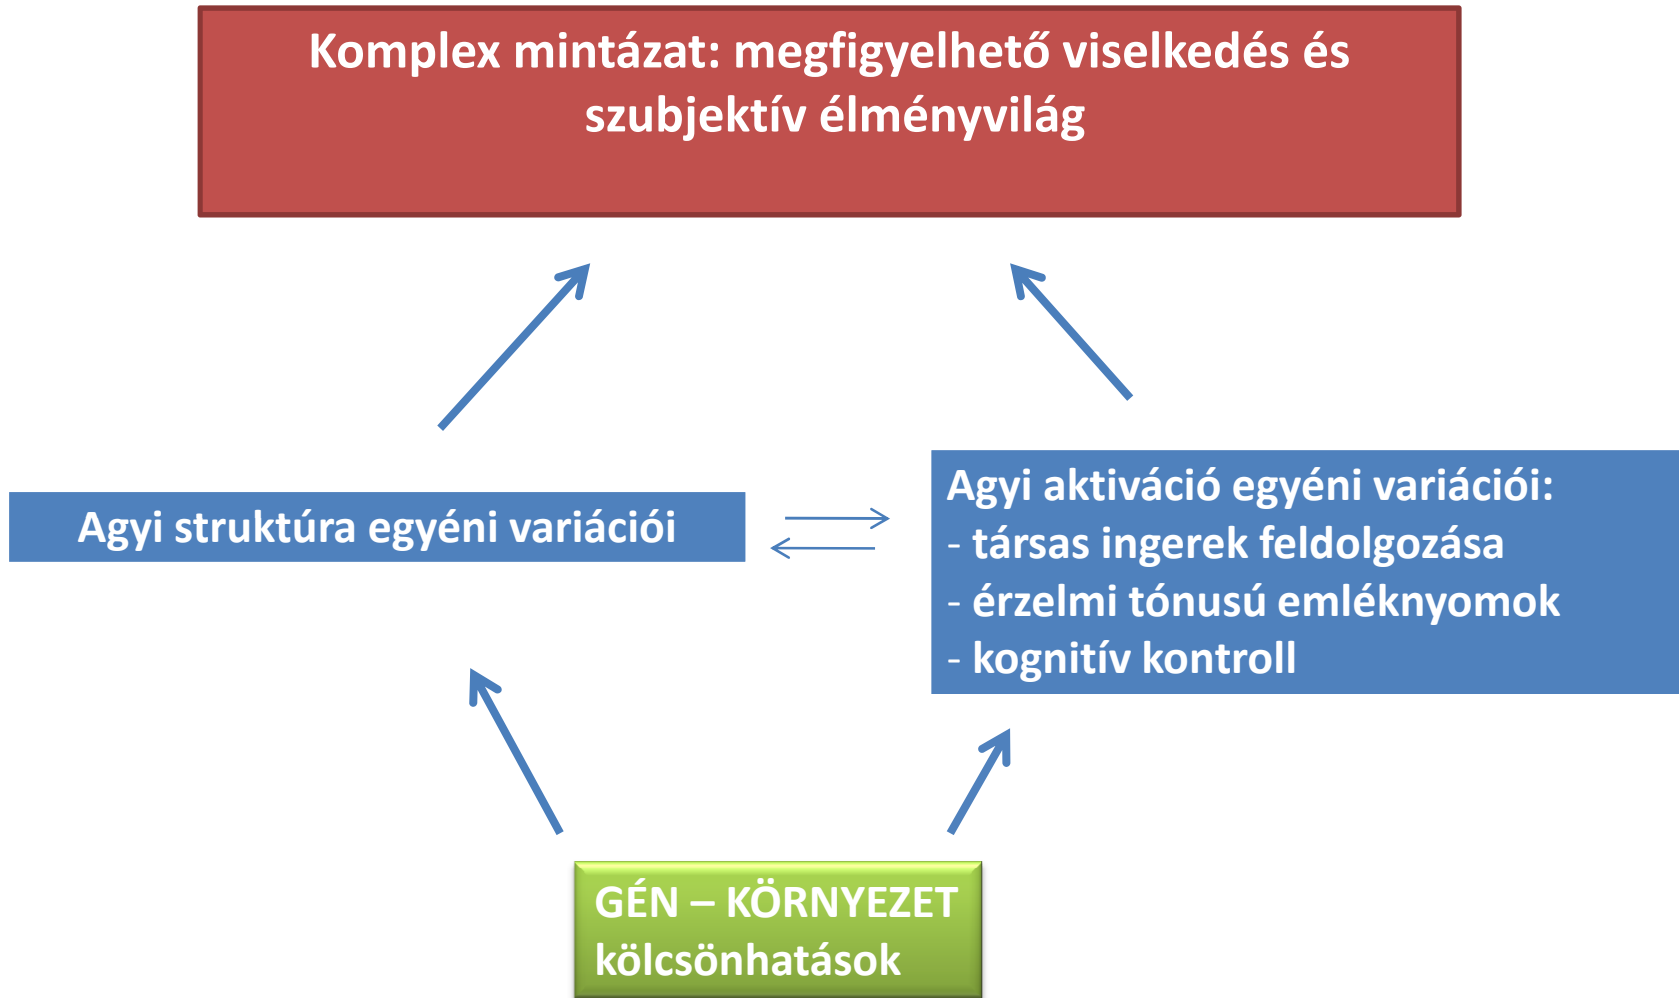 Komplex mintázat: megfigyelhető viselkedés és
szubjektív élményvilág
Agyi struktúra egyéni variációi
Agyi aktiváció egyéni variációi:
- társas ingerek feldolgozása
- érzelmi tónusú emléknyomok
- kognitív kontroll
GÉN – KÖRNYEZET
kölcsönhatások